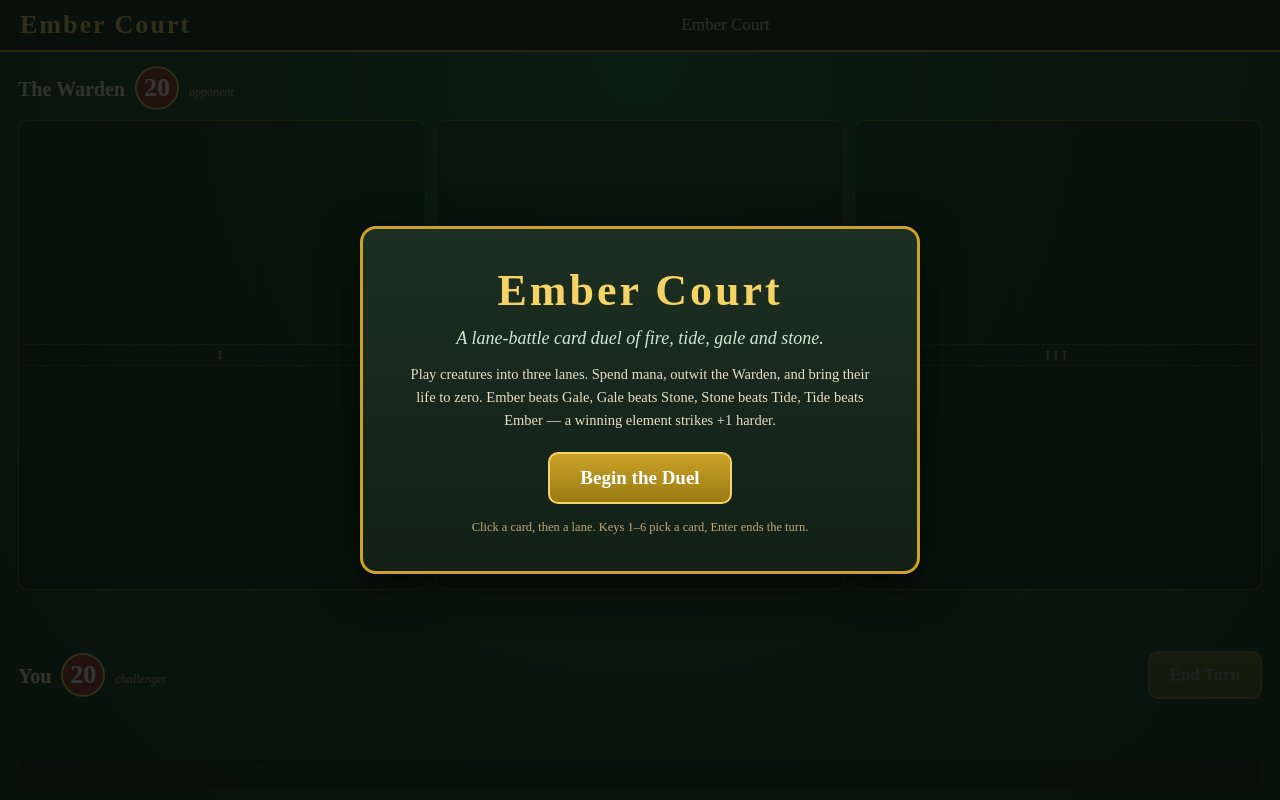 Ember Court
Ember Court
The Warden 20 opponent
I
III
Ember Court
A lane-battle card duel of fire, tide, gale and stone.
Play creatures into three lanes. Spend mana, outwit the Warden, and bring their
life to zero. Ember beats Gale, Gale beats Stone, Stone beats Tide, Tide beats
Ember — a winning element strikes +1 harder.
Begin the Duel
Click a card, then a lane. Keys 1–6 pick a card, Enter ends the turn.
You 20 challenger
End Turn